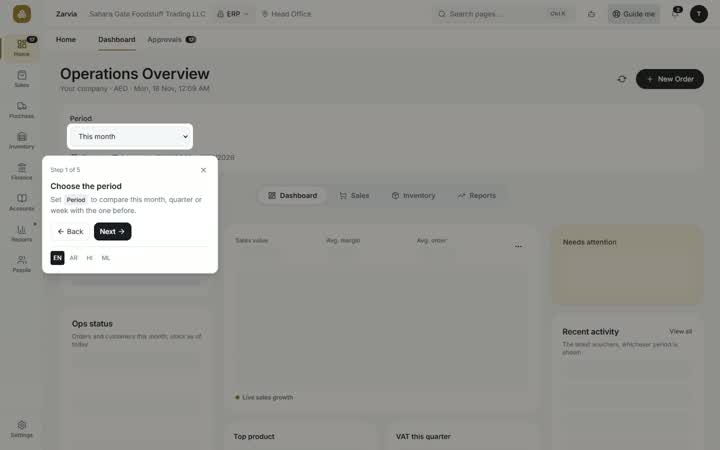 Zarvia
Sahara Gate Foodstuff Trading LLC
ERP
Head Office
Search pages...
Ctrl K
Guide me
2
T
17
Home
Dashboard
Approvals 17
Home
Sales
Purchase
Inventory
Finance
Accounts
Reports
People
Settings
Operations Overview
Your company · AED · Mon, 18 Nov, 12:09 AM
New Order
Period
This month
2026
Step 1 of 5
Choose the period
Set Period to compare this month, quarter or
week with the one before.
Back
Next
EN AR HI ML
Dashboard
Sales
Inventory
Reports
Sales value
Avg. margin
Avg. order
Live sales growth
Needs attention
Ops status
Orders and customers this month; stock as of
today
Recent activity
View all
The latest vouchers, whichever period is
shown
Top product
VAT this quarter